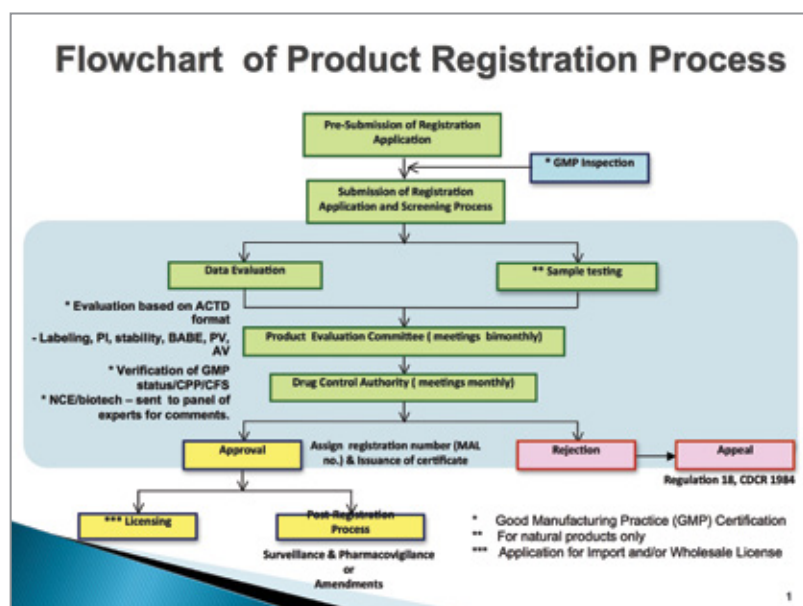 Flowchart of Product Registration Process
Pre-Submission of Registration
Application
* GMP Inspection
Submission of Registration
Application and Screening Process
Data Evaluation
** Sample testing
* Evaluation based on ACTD
format
- Labeling, PI, stability, BABE, PV,
AV
* Verification of GMP
status/CPP/CFS
* NCE/biotech – sent to panel of
experts for comments.
Product Evaluation Committee ( meetings bimonthly)
Drug Control Authority ( meetings monthly)
Approval
Assign registration number (MAL
no.) & Issuance of certificate
Rejection
Appeal
Regulation 18, CDCR 1984
*** Licensing
Post-Registration
Process
Surveillance & Pharmacovigilance
or
Amendments
* Good Manufacturing Practice (GMP) Certification
** For natural products only
*** Application for Import and/or Wholesale License
1